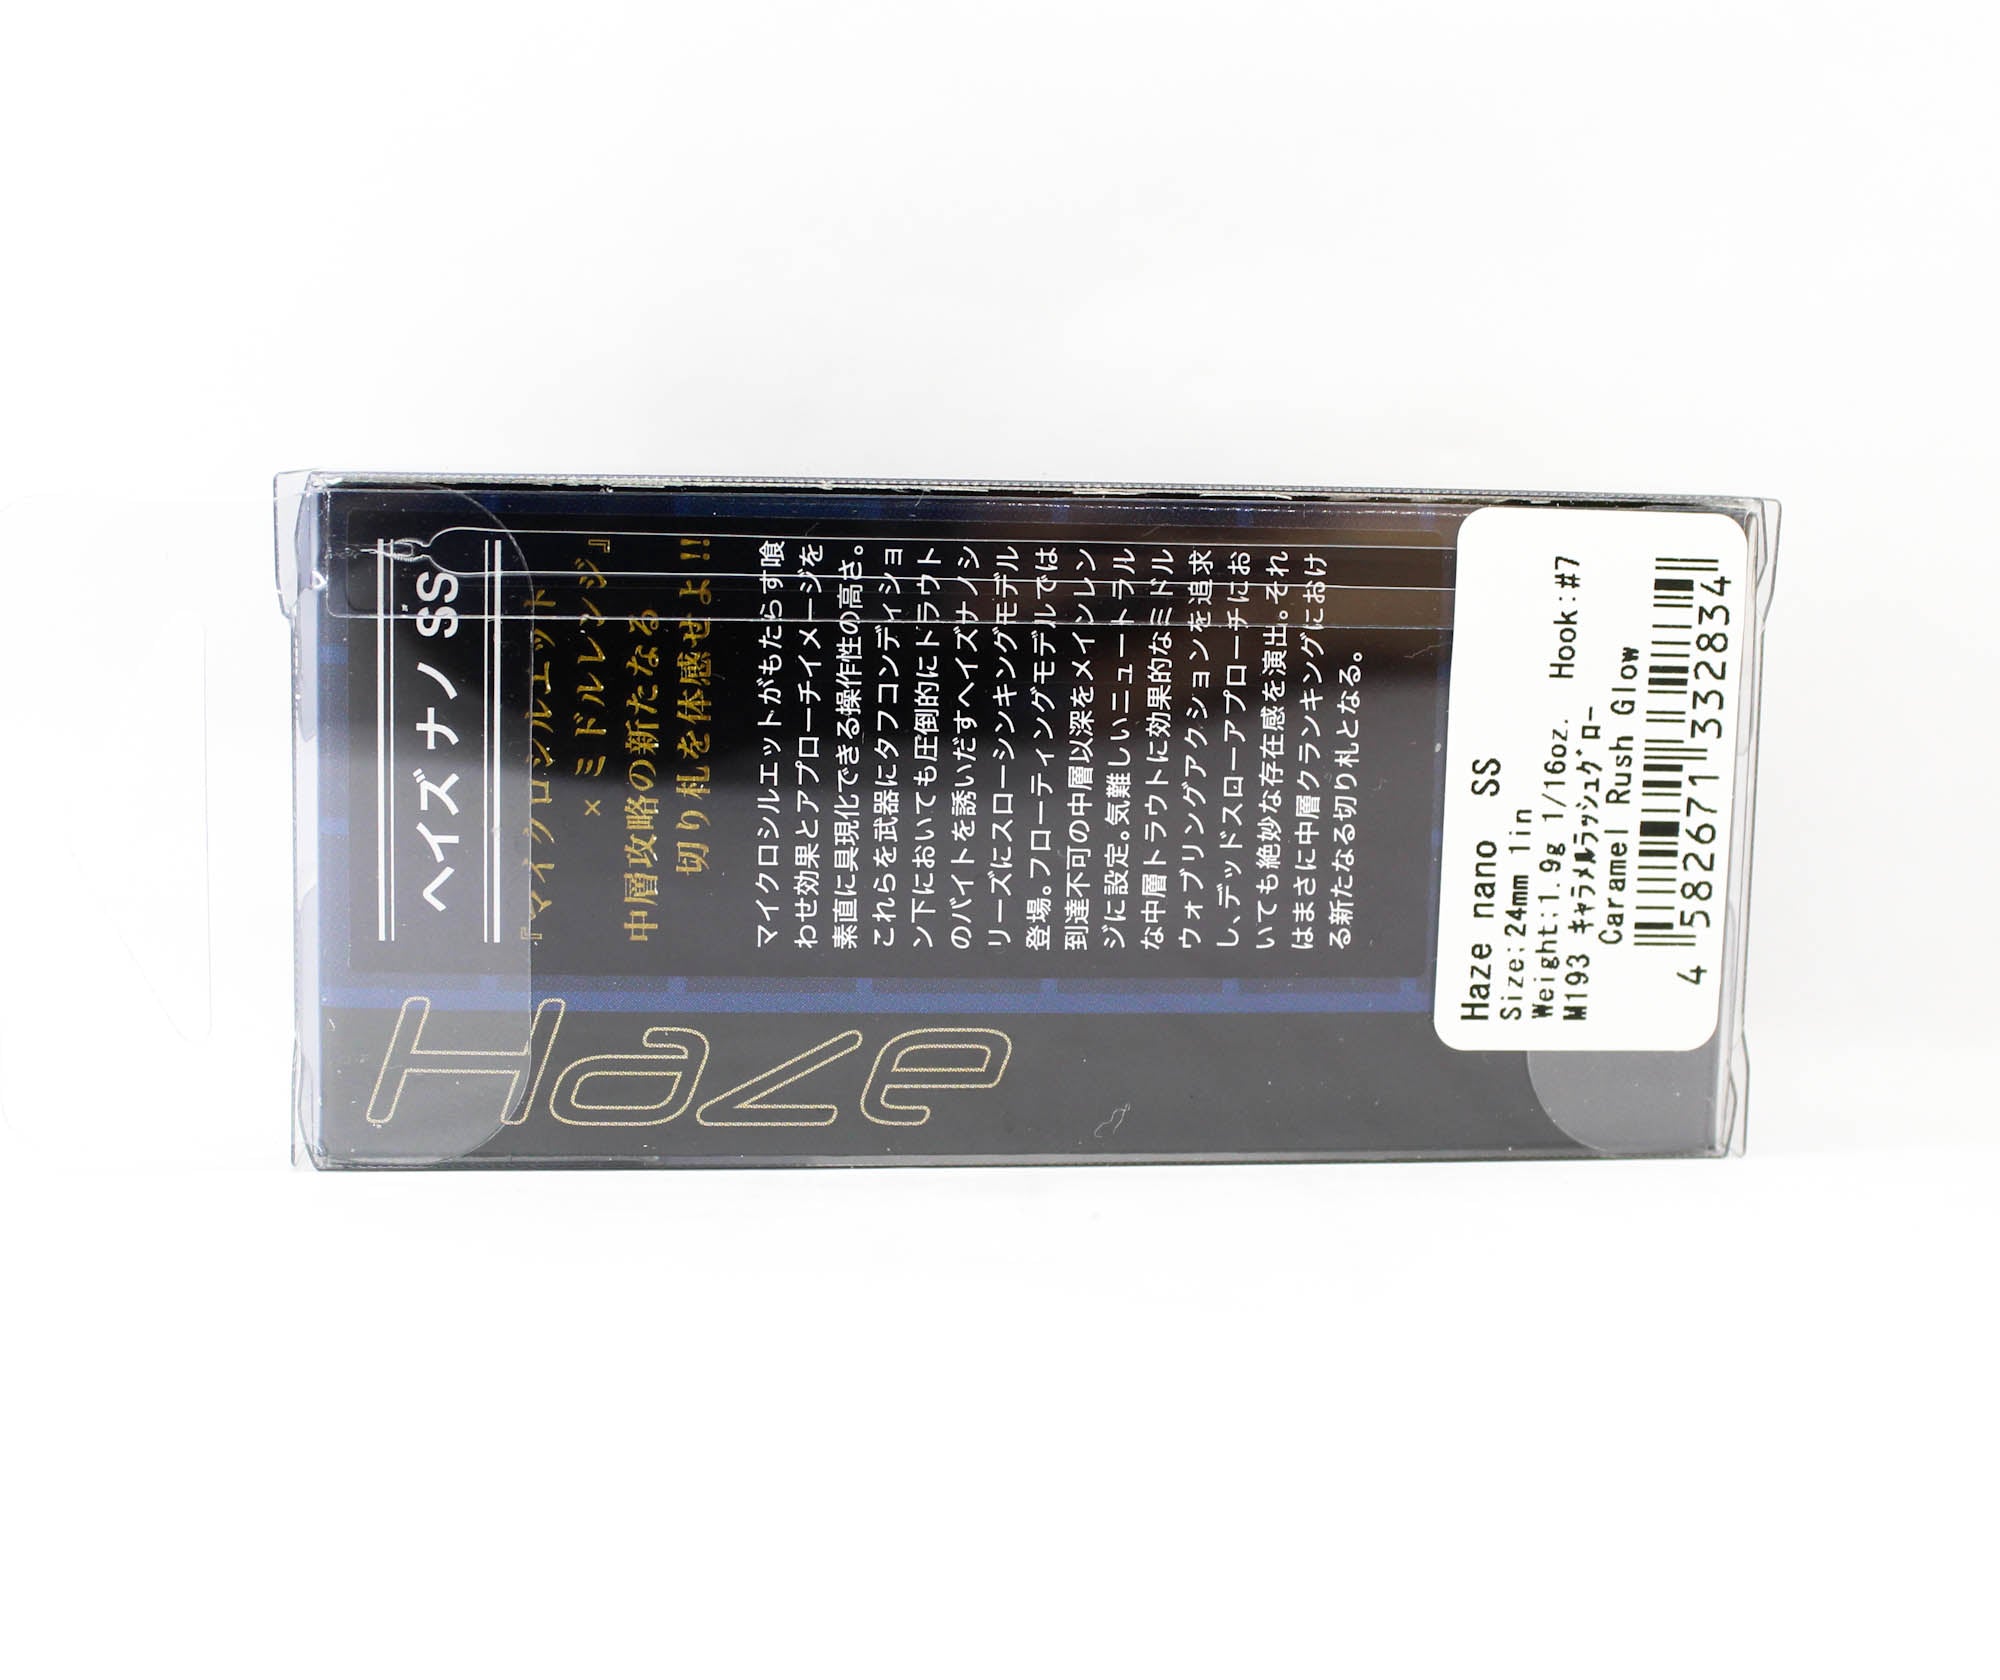 ヘイズ ナノ SS
『マイクロシルエット
×
ミドルレンジ』
中層攻略の新たなる
切り札を体感せよ!!
マイクロシルエットがもたらす喰
わせ効果とアプローチイメージを
素直に具現化できる操作性の高さ。
これらを武器にタフコンディショ
ン下においても圧倒的にトラウト
のバイトを誘いだすヘイズナノシ
リーズにスローシンキングモデル
登場。フローティングモデルでは
到達不可の中層以深をメインレン
ジに設定。気難しいニュートラル
な中層トラウトに効果的なミドル
ウォブリングアクションを追求
し、デッドスローアプローチにお
いても絶妙な存在感を演出。それ
はまさに中層クランキングにおけ
る新たなる切り札となる。
Haze
Haze nano SS
Size:24mm 1in
Weight:1.9g 1/16oz. Hook:#7
M193 ｷｬﾗﾒﾙﾗｯｼｭｸﾞﾛｰ
Caramel Rush Glow
4 582671 332834